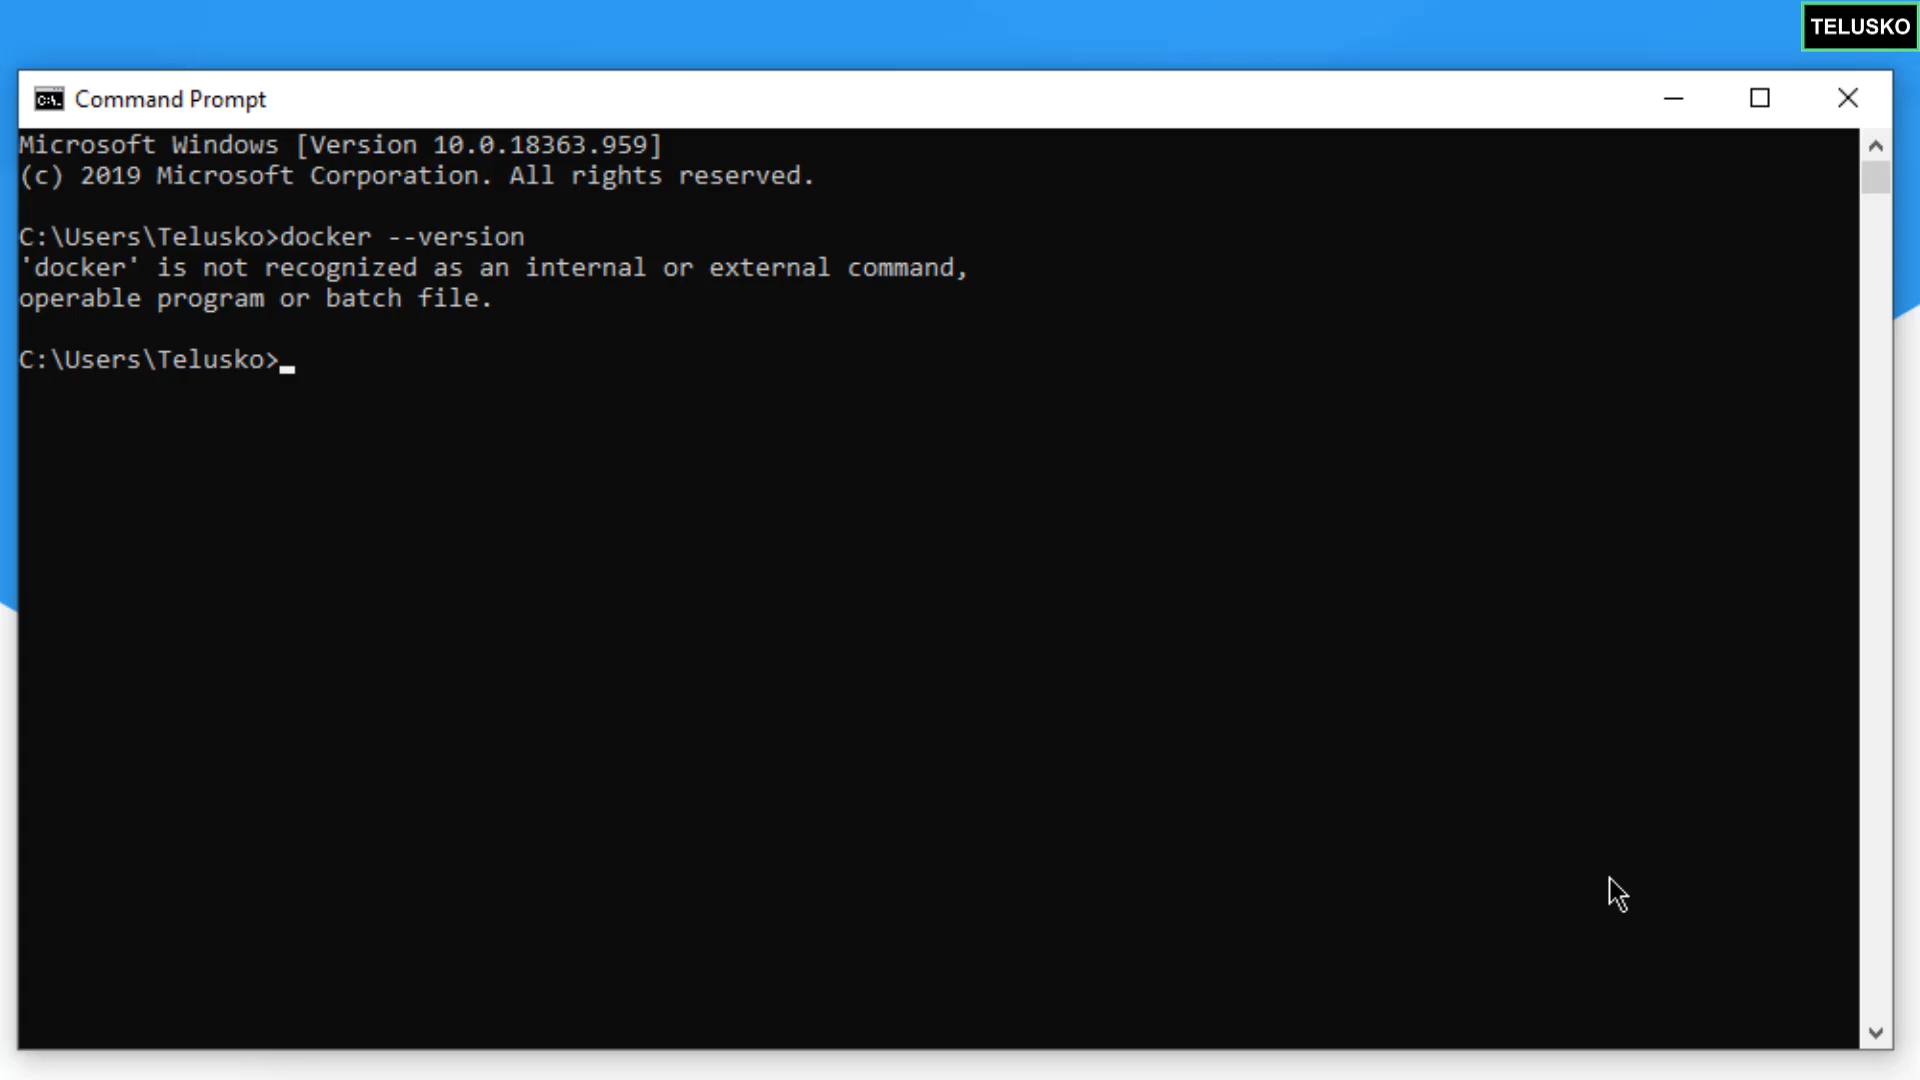 TELUSKO
Command Prompt
Microsoft Windows [Version 10.0.18363.959]
(c) 2019 Microsoft Corporation. All rights reserved.
C:\Users\Telusko>docker --version
'docker' is not recognized as an internal or external command,
operable program or batch file.
C:\Users\Telusko>